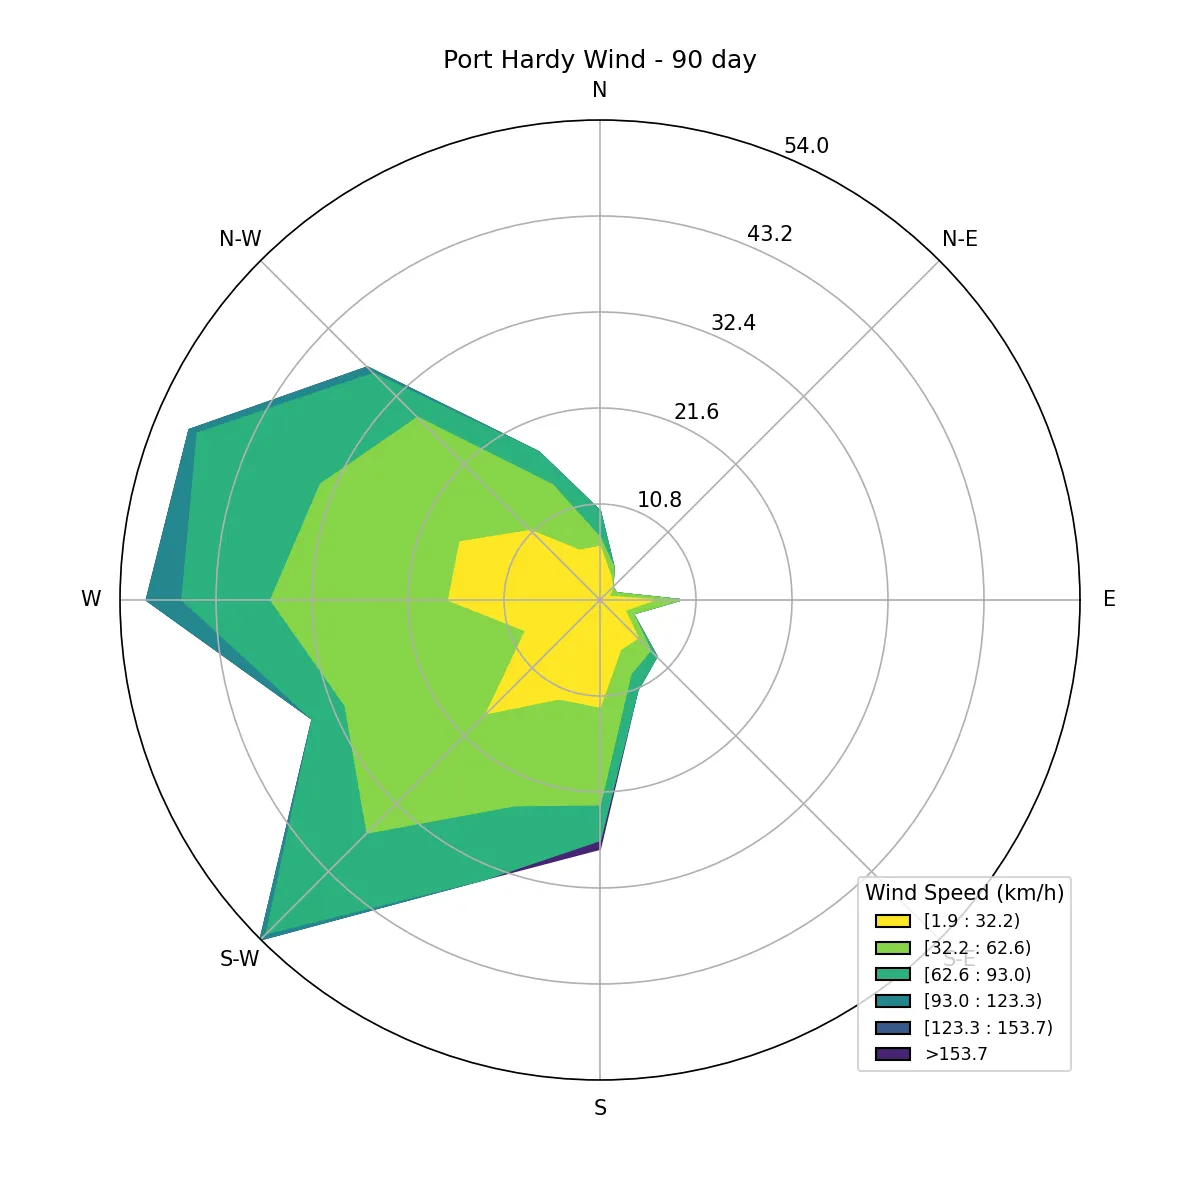 Port Hardy Wind - 90 day
N
54.0
N-W
43.2
N-E
32.4
21.6
10.8
W
E
S-W
S-E
S
Wind Speed (km/h)
[1.9 : 32.2)
[32.2 : 62.6)
[62.6 : 93.0)
[93.0 : 123.3)
[123.3 : 153.7)
>153.7